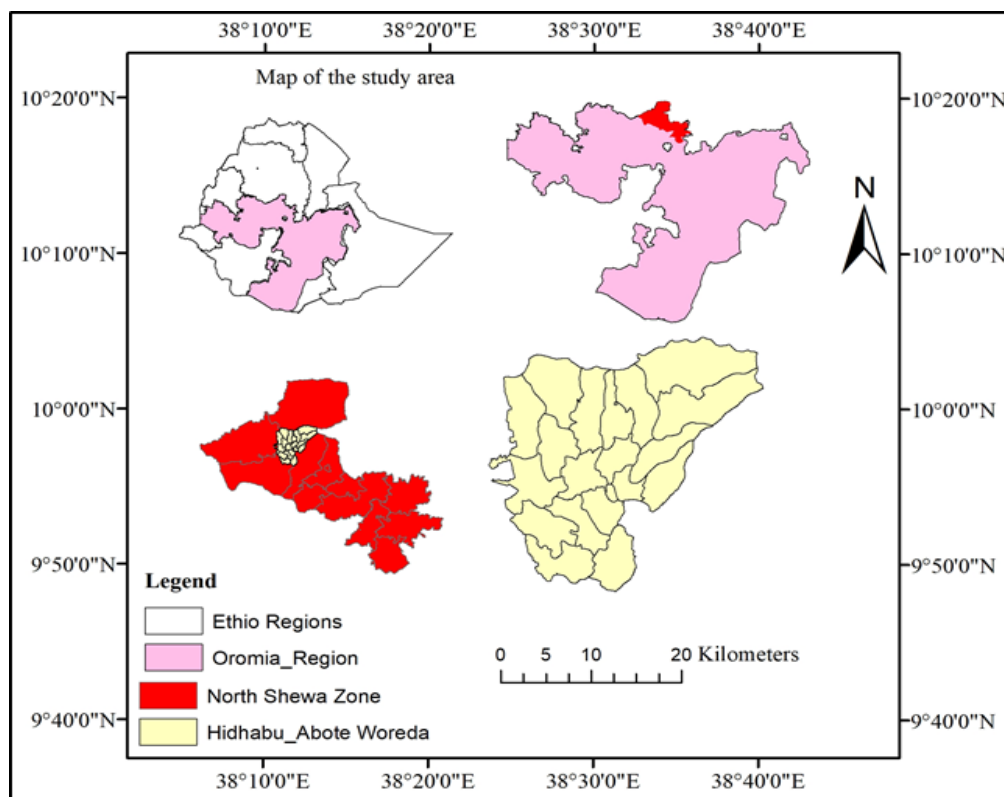 38°10'0"E 38°20'0"E 38°30'0"E 38°40'0"E
Map of the study area
10°20'0"N 10°20'0"N
N
10°10'0"N 10°10'0"N
10°0'0"N 10°0'0"N
9°50'0"N 9°50'0"N
Legend
Ethio Regions
Oromia_Region
0 5 10 20 Kilometers
North Shewa Zone
9°40'0"N 9°40'0"N
Hidhabu_Abote Woreda
38°10'0"E 38°20'0"E 38°30'0"E 38°40'0"E